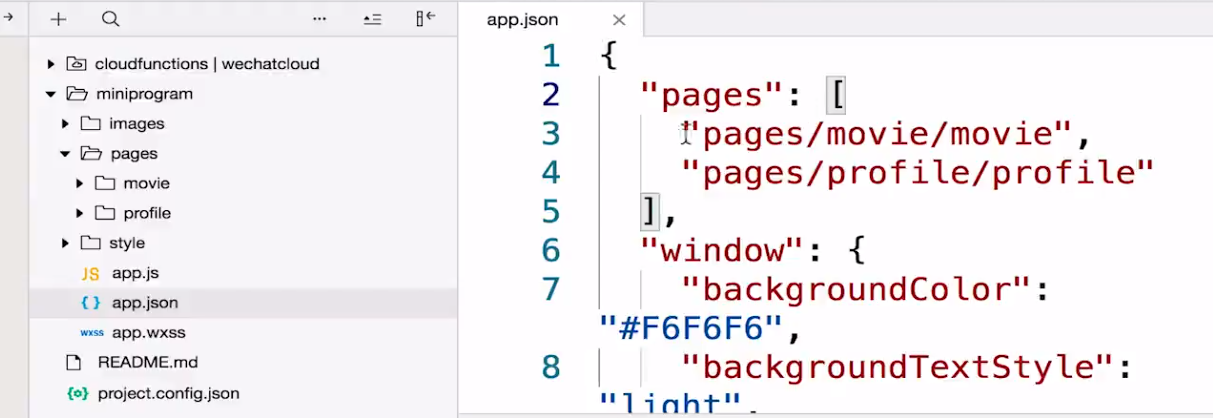 app.json
cloudfunctions | wechatcloud
miniprogram
images
pages
movie
profile
style
JS app.js
{ } app.json
wxss app.wxss
README.md
{o} project.config.json
1 {
2 "pages": [
3 "pages/movie/movie",
4 "pages/profile/profile"
5 ],
6 "window": {
7 "backgroundColor":
"#F6F6F6",
8 "backgroundTextStyle":
"light",